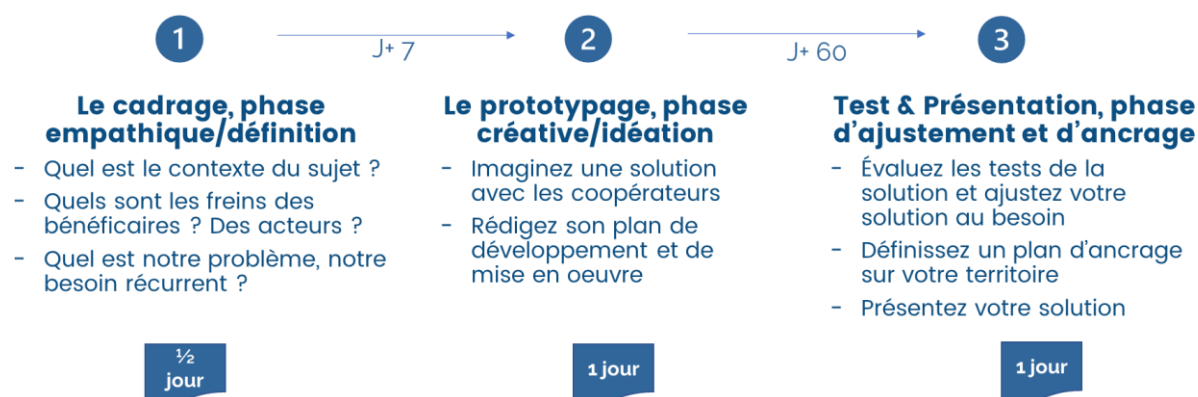 1
J+ 7
2
J+ 60
3
Le cadrage, phase
empathique/définition
- Quel est le contexte du sujet ?
- Quels sont les freins des
bénéficaires ? Des acteurs ?
- Quel est notre problème, notre
besoin récurrent ?
½
jour
Le prototypage, phase
créative/idéation
- Imaginez une solution
avec les coopérateurs
- Rédigez son plan de
développement et de
mise en oeuvre
1 jour
Test & Présentation, phase
d'ajustement et d'ancrage
- Évaluez les tests de la
solution et ajustez votre
solution au besoin
- Définissez un plan d'ancrage
sur votre territoire
- Présentez votre solution
1 jour